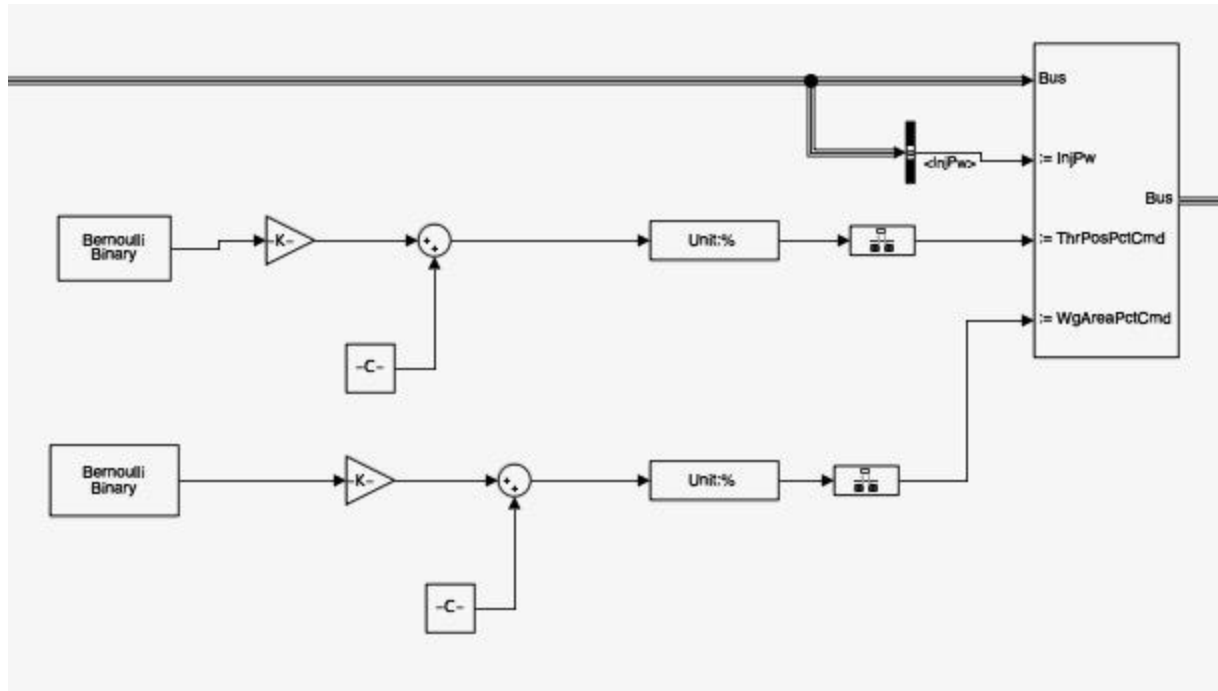 Bus
<InjPw>
:= InjPw
Bus
Bernoulli
Binary
-K-
++
Unit:%
:= ThrPosPctCmd
:= WgAreaPctCmd
-C-
Bernoulli
Binary
-K-
++
Unit:%
-C-